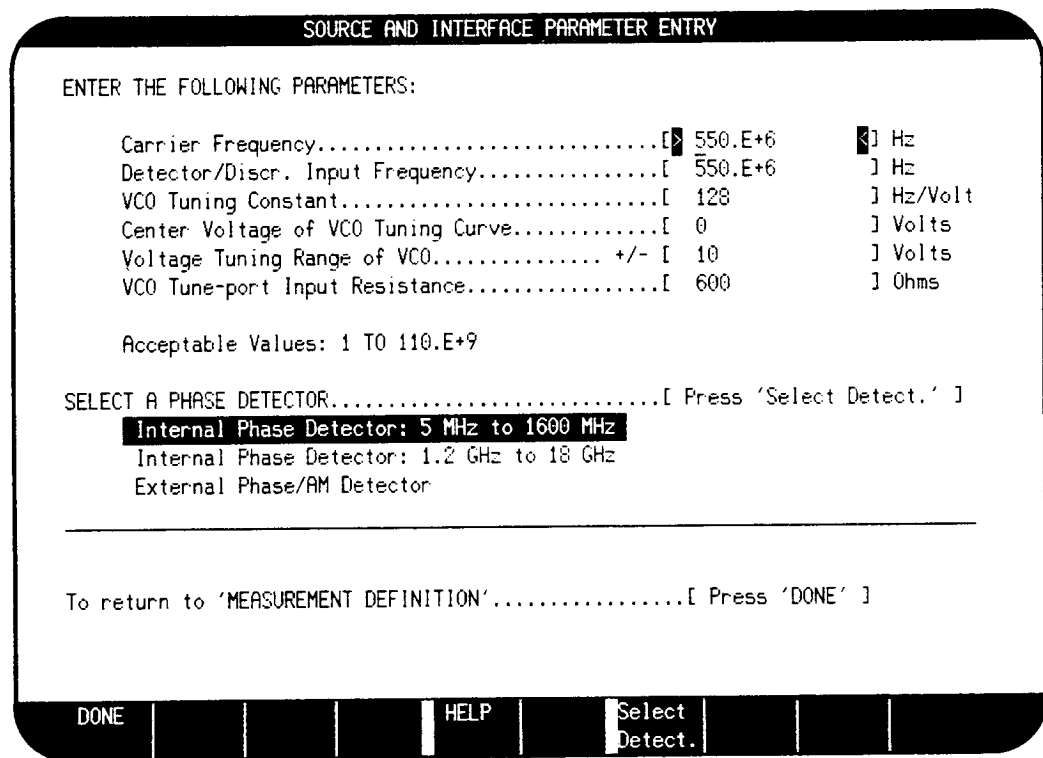 SOURCE AND INTERFACE PARAMETER ENTRY
ENTER THE FOLLOWING PARAMETERS:
Carrier Frequency..............................[> 550.E+6 <] Hz
Detector/Discr. Input Frequency................[ 550.E+6 ] Hz
VCO Tuning Constant............................[ 128 ] Hz/Volt
Center Voltage of VCO Tuning Curve.............[ 0 ] Volts
Voltage Tuning Range of VCO............... +/- [ 10 ] Volts
VCO Tune-port Input Resistance.................[ 600 ] Ohms
Acceptable Values: 1 TO 110.E+9
SELECT A PHASE DETECTOR.............................[ Press 'Select Detect.' ]
Internal Phase Detector: 5 MHz to 1600 MHz
Internal Phase Detector: 1.2 GHz to 18 GHz
External Phase/AM Detector
To return to 'MEASUREMENT DEFINITION'.................[ Press 'DONE' ]
DONE HELP Select
Detect.